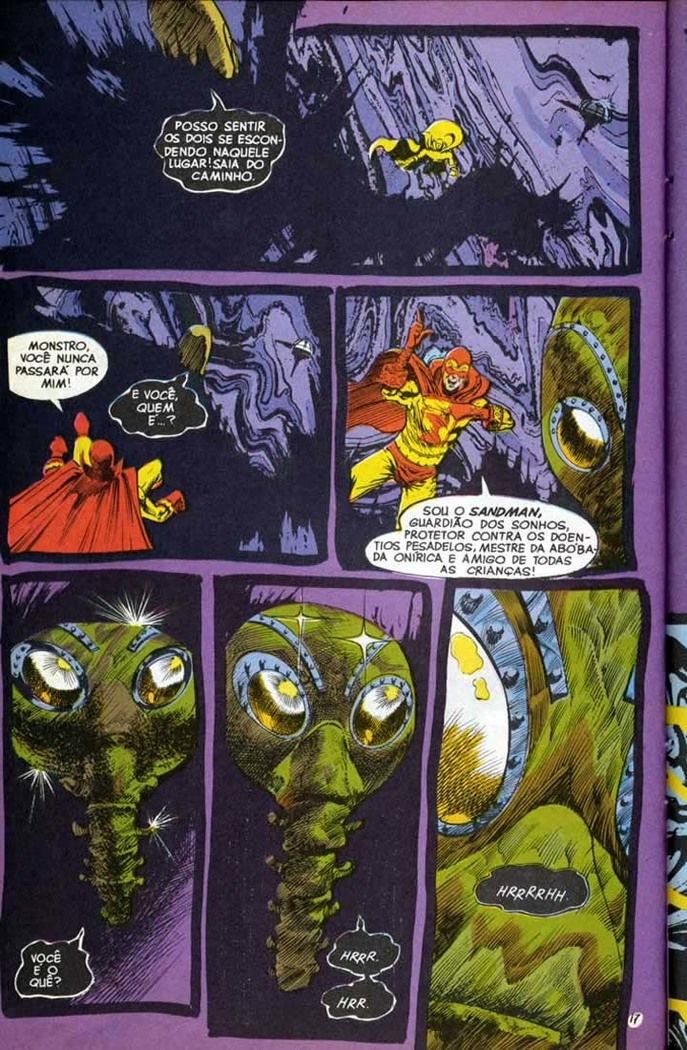 POSSO SENTIR
OS DOIS SE ESCON-
DENDO NAQUELE
LUGAR! SAIA DO
CAMINHO.
MONSTRO,
VOCÊ NUNCA
PASSARÁ POR
MIM!
E VOCÊ,
QUEM
É...?
SOU O SANDMAN,
GUARDIÃO DOS SONHOS,
PROTETOR CONTRA OS DOEN-
TIOS PESADELOS, MESTRE DA ABÓBA-
DA ONÍRICA E AMIGO DE TODAS
AS CRIANÇAS!
VOCÊ
É O
QUÊ?
HRRR.
HRR.
HRRRRHH.
17